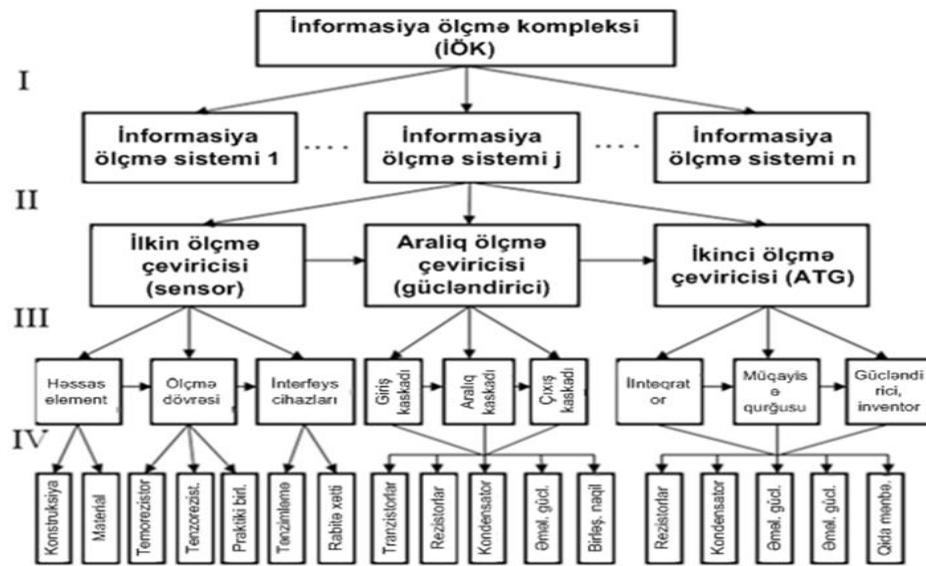 İnformasiya ölçmə kompleksi
(İÖK)
I
İnformasiya
ölçmə sistemi 1
....
İnformasiya
ölçmə sistemi j
....
İnformasiya
ölçmə sistemi n
II
İlkin ölçmə
çeviricisi
(sensor)
Aralıq ölçmə
çeviricisi
(gücləndirici)
İkinci ölçmə
çeviricisi (ATG)
III
Həssas
element
Ölçmə
dövrəsi
İnterfeys
cihazları
Giriş
kaskadı
Aralıq
kaskadı
Çıxış
kaskadı
İInteqrat
or
Müqayis
ə
qurğusu
Gücləndi
rici,
inventor
IV
Konstruksiya
Material
Temorezistor
Tenzorezist.
Praktiki birl.
Tənzimləmə
Rabitə xətti
Tranzistorlar
Rezistorlar
Kondensator
Əməl. gücl.
Birləş. nəqil
Rezistorlar
Kondensator
Əməl. gücl.
Əməl. gücl.
Qida mənbə.